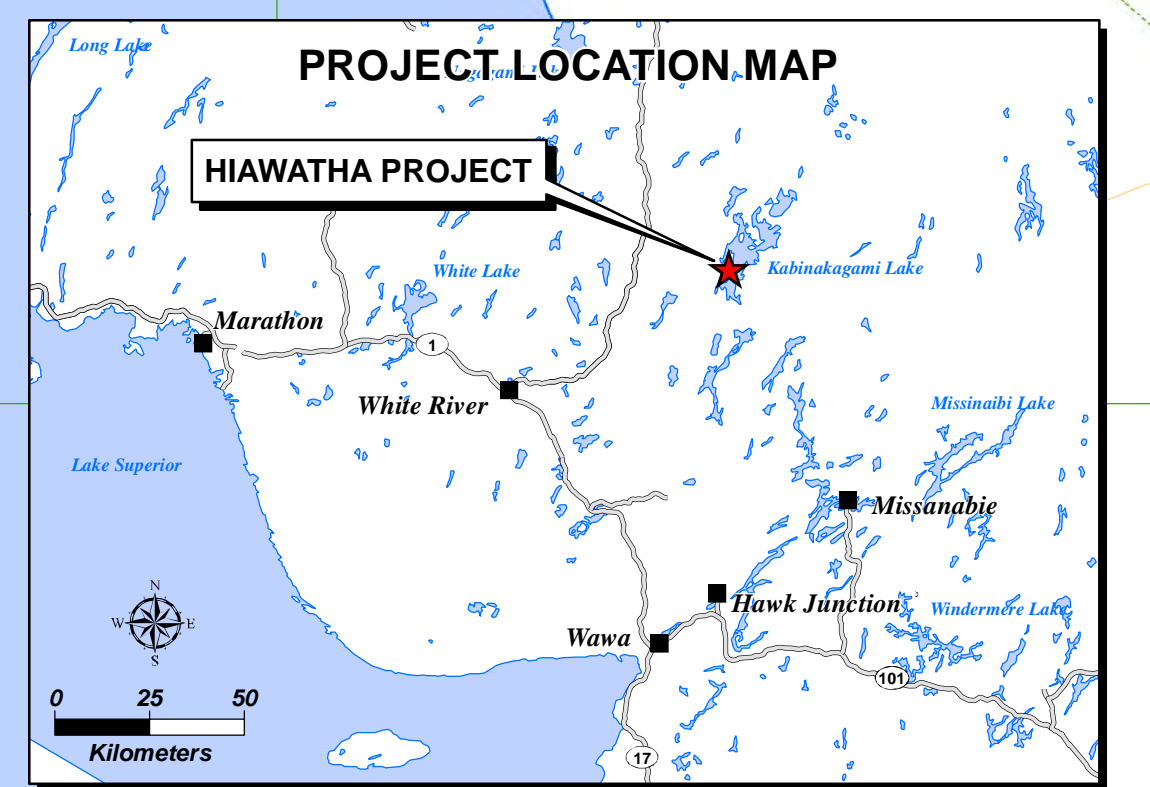 Long Lake
PROJECT LOCATION MAP
HIAWATHA PROJECT
White Lake
Kabinakagami Lake
Marathon
1
White River
Missinaibi Lake
Lake Superior
Missanabie
N
W
E
S
Hawk Junction
Windermere Lake
Wawa
101
0 25 50
Kilometers
17